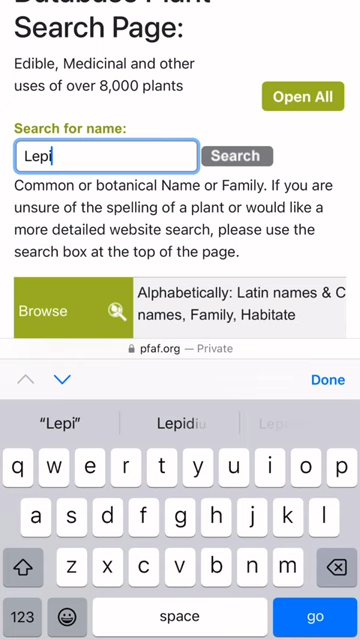 Database Plant
Search Page:
Edible, Medicinal and other
uses of over 8,000 plants
Open All
Search for name:
Lepi
Search
Common or botanical Name or Family. If you are
unsure of the spelling of a plant or would like a
more detailed website search, please use the
search box at the top of the page.
Browse
Alphabetically: Latin names & C
names, Family, Habitate
pfaf.org — Private
Done
“Lepi”
Lepidiu
q w e r t y u i o p
a s d f g h j k l
z x c v b n m
123
space
go